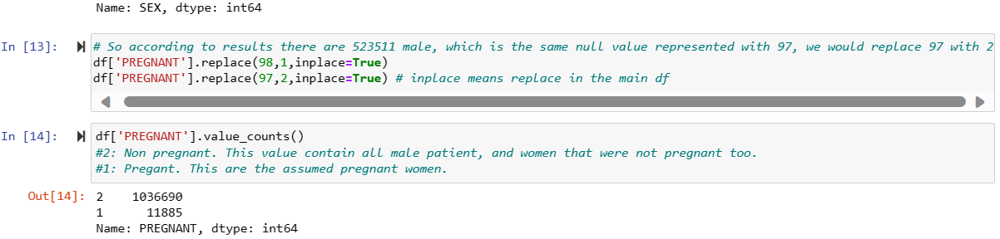 Name: SEX, dtype: int64
In [13]: # So according to results there are 523511 male, which is the same null value represented with 97, we would replace 97 with 2
df['PREGNANT'].replace(98,1,inplace=True)
df['PREGNANT'].replace(97,2,inplace=True) # inplace means replace in the main df
In [14]: df['PREGNANT'].value_counts()
#2: Non pregnant. This value contain all male patient, and women that were not pregnant too.
#1: Pregant. This are the assumed pregnant women.
Out[14]: 2    1036690
1      11885
Name: PREGNANT, dtype: int64